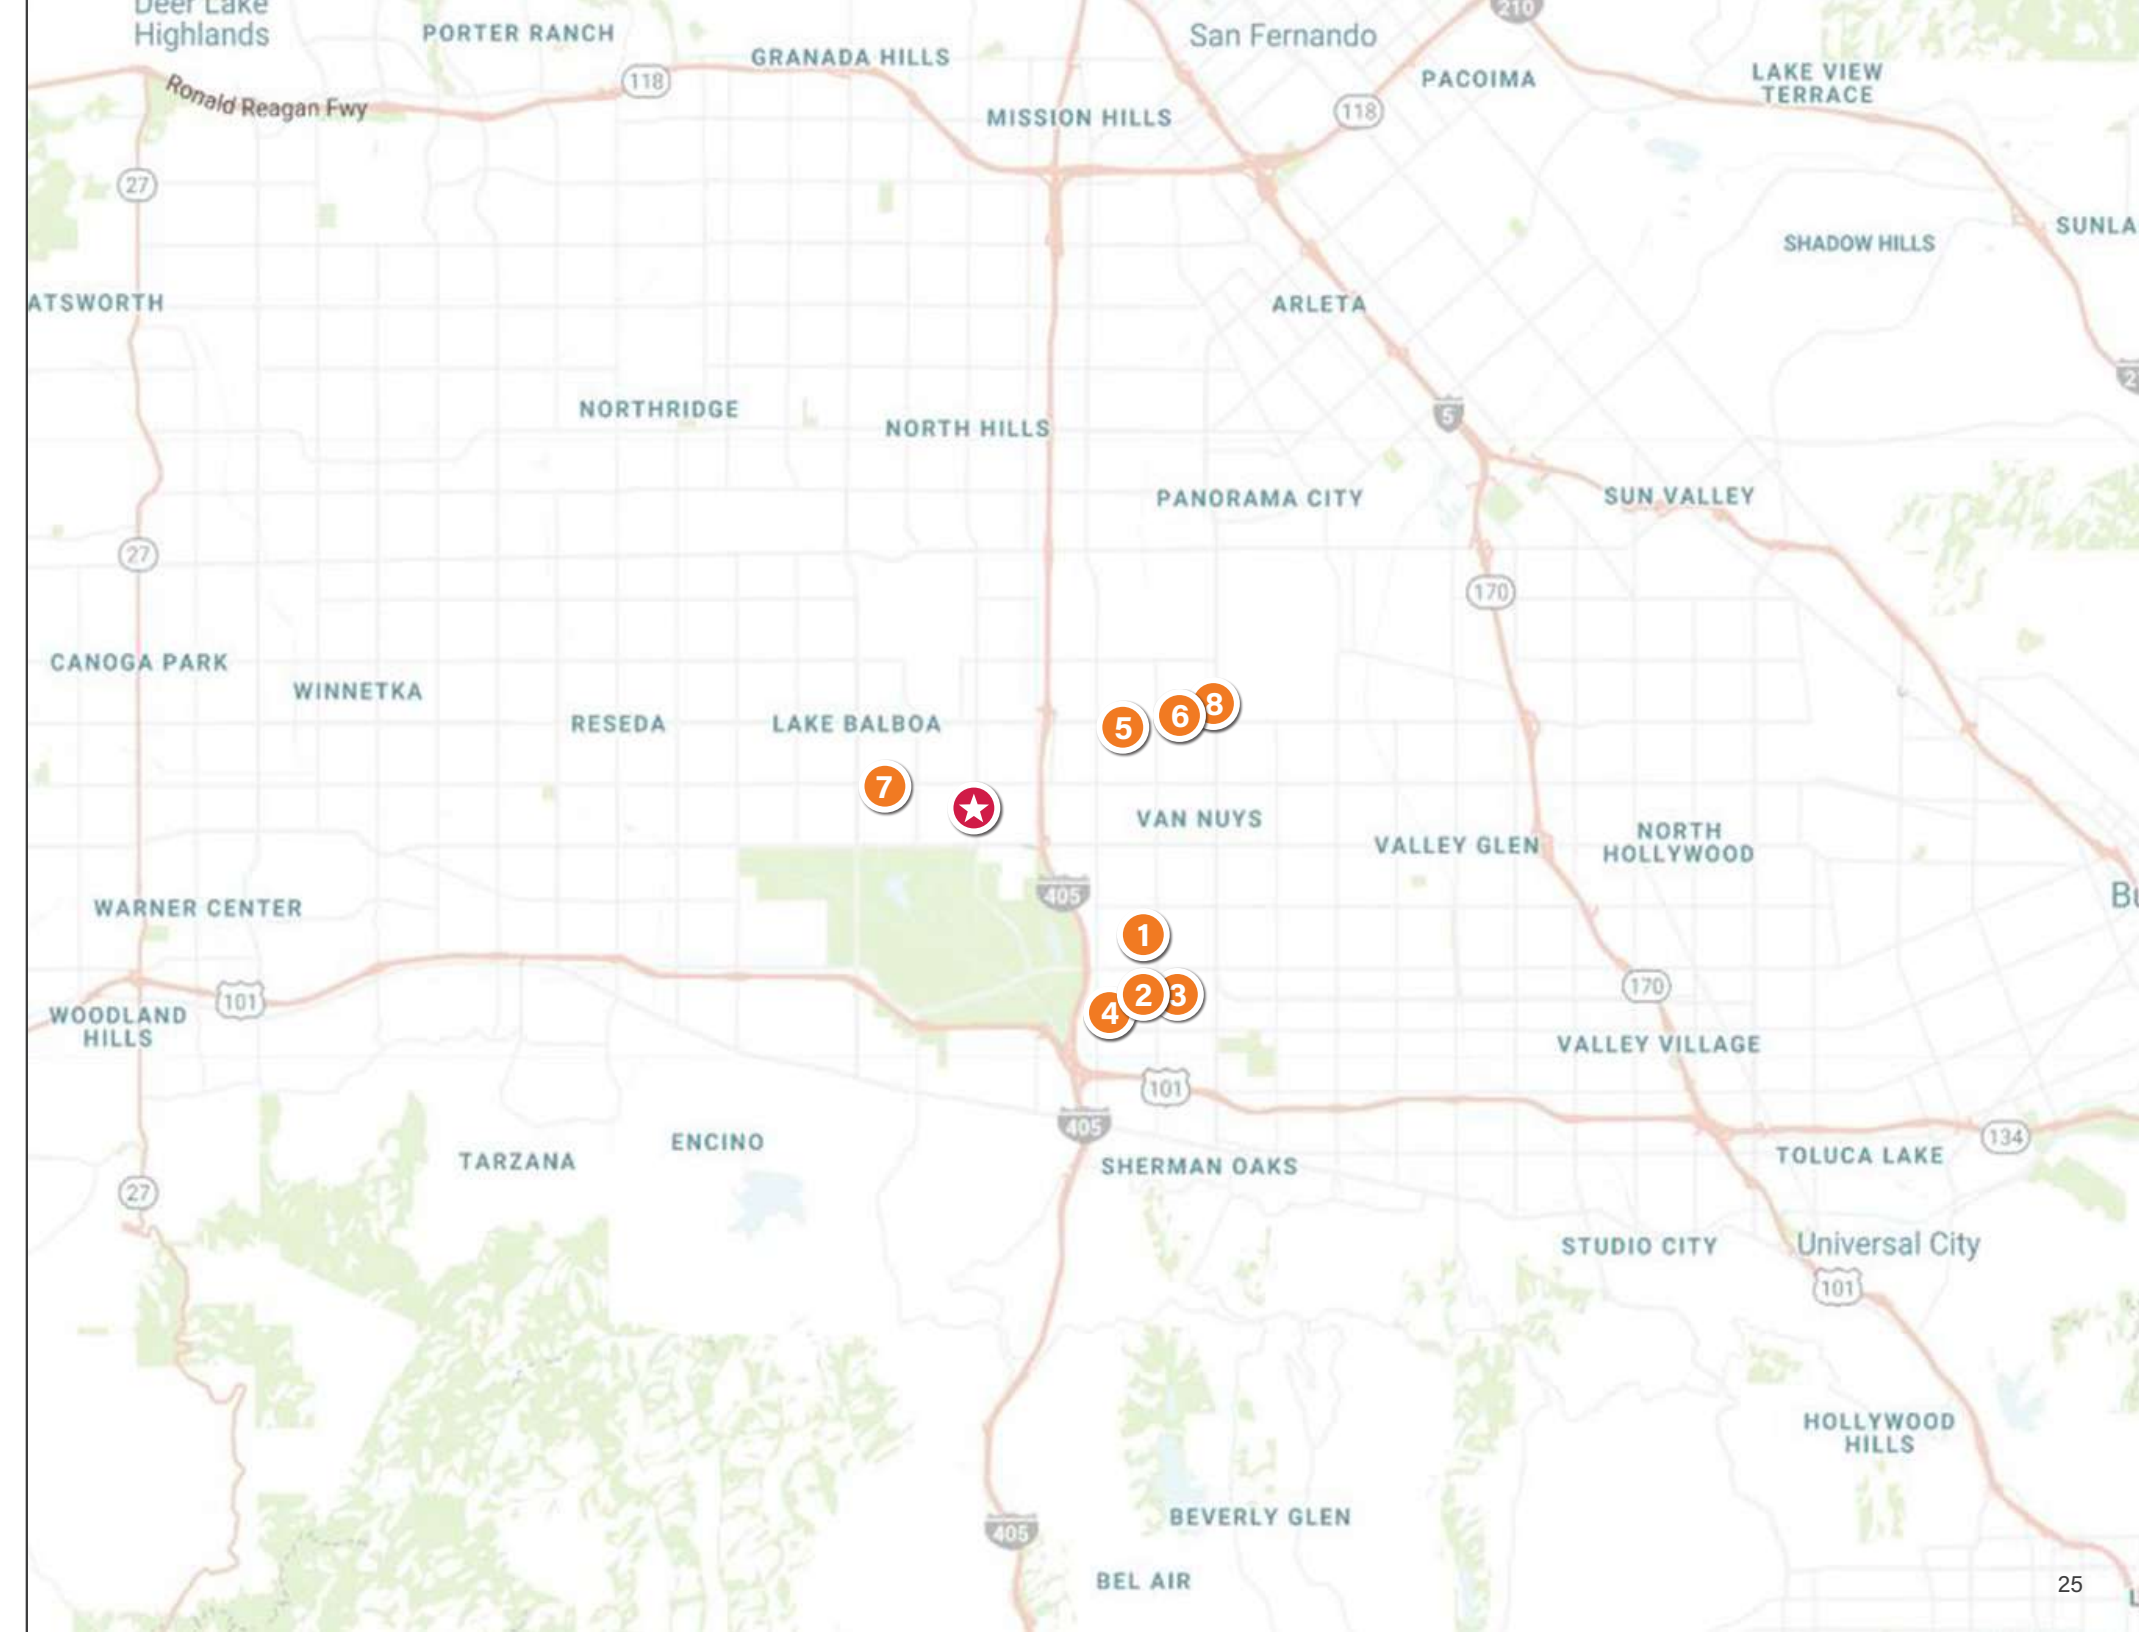 Deer Lake
Highlands
PORTER RANCH
GRANADA HILLS
San Fernando
210
PACOIMA
LAKE VIEW
TERRACE
Ronald Reagan Fwy
118
118
MISSION HILLS
27
SUNLA
SHADOW HILLS
ATSWORTH
ARLETA
2
NORTHRIDGE
5
NORTH HILLS
PANORAMA CITY
SUN VALLEY
27
170
CANOGA PARK
WINNETKA
RESEDA
LAKE BALBOA
5
6
8
7
VAN NUYS
VALLEY GLEN
NORTH
HOLLYWOOD
405
WARNER CENTER
1
101
170
2
3
4
WOODLAND
HILLS
VALLEY VILLAGE
101
405
134
TARZANA
ENCINO
SHERMAN OAKS
TOLUCA LAKE
27
STUDIO CITY
Universal City
101
HOLLYWOOD
HILLS
405
BEVERLY GLEN
BEL AIR
25